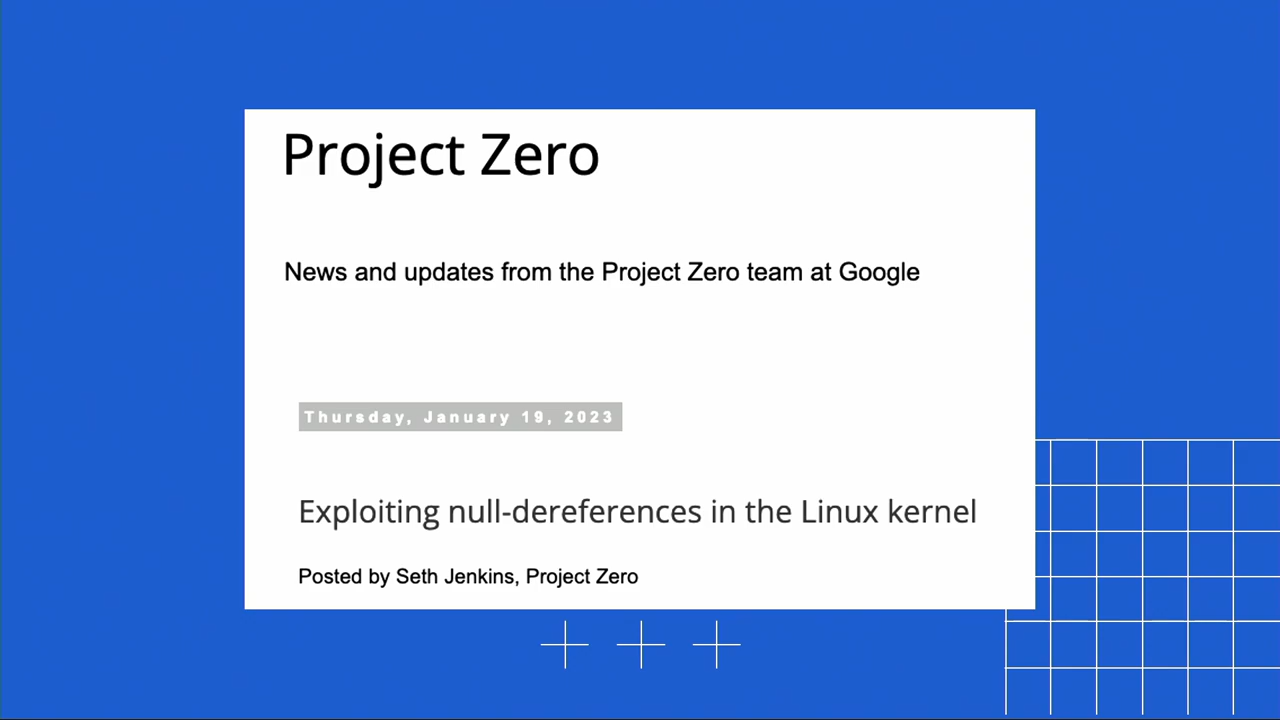 Project Zero
News and updates from the Project Zero team at Google
Thursday, January 19, 2023
Exploiting null-dereferences in the Linux kernel
Posted by Seth Jenkins, Project Zero